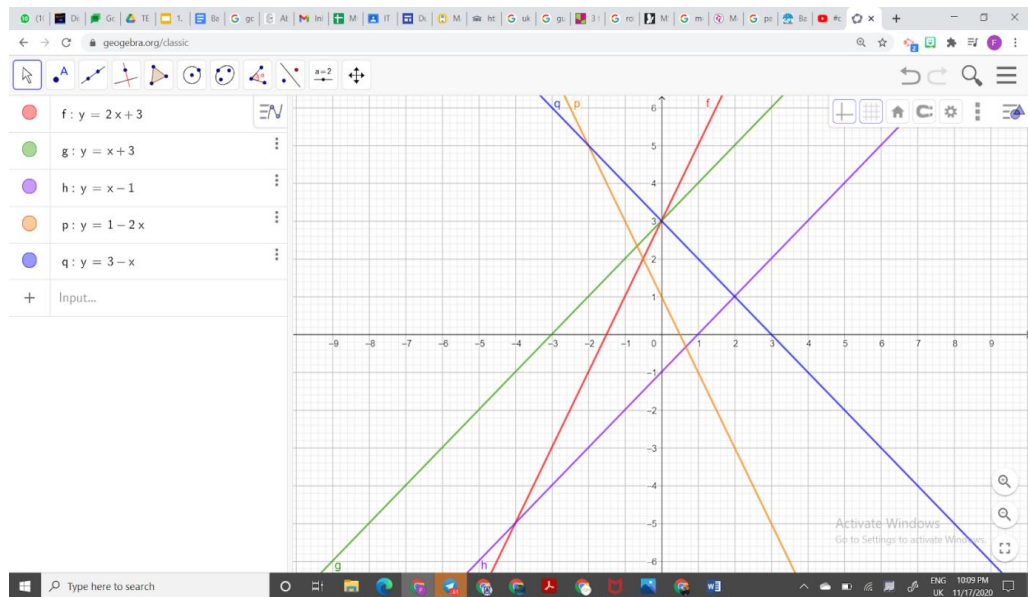 geogebra.org/classic
f : y = 2 x + 3
g : y = x + 3
h : y = x − 1
p : y = 1 − 2 x
q : y = 3 − x
+ Input...
a = 2
q p f
6
5
4
3
2
1
−9 −8 −7 −6 −5 −4 −3 −2 −1 0 1 2 3 4 5 6 7 8 9
−1
−2
−3
−4
−5
−6
g h
Activate Windows
Go to Settings to activate Windows.
Type here to search
ENG 10:09 PM
UK 11/17/2020